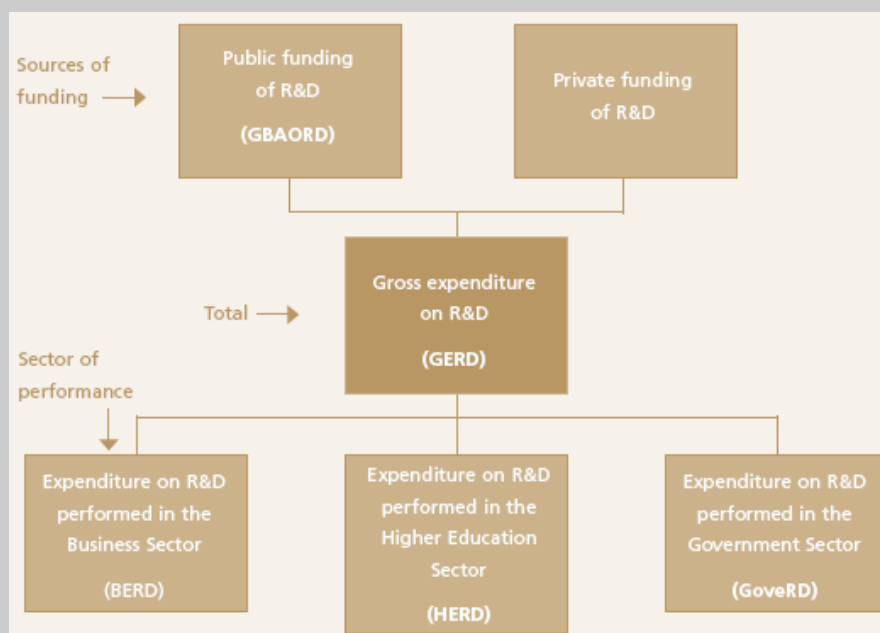 Sources of
funding
Public funding
of R&D
(GBAORD)
Private funding
of R&D
Total
Gross expenditure
on R&D
(GERD)
Sector of
performance
Expenditure on R&D
performed in the
Business Sector
(BERD)
Expenditure on R&D
performed in the
Higher Education
Sector
(HERD)
Expenditure on R&D
performed in the
Government Sector
(GoveRD)